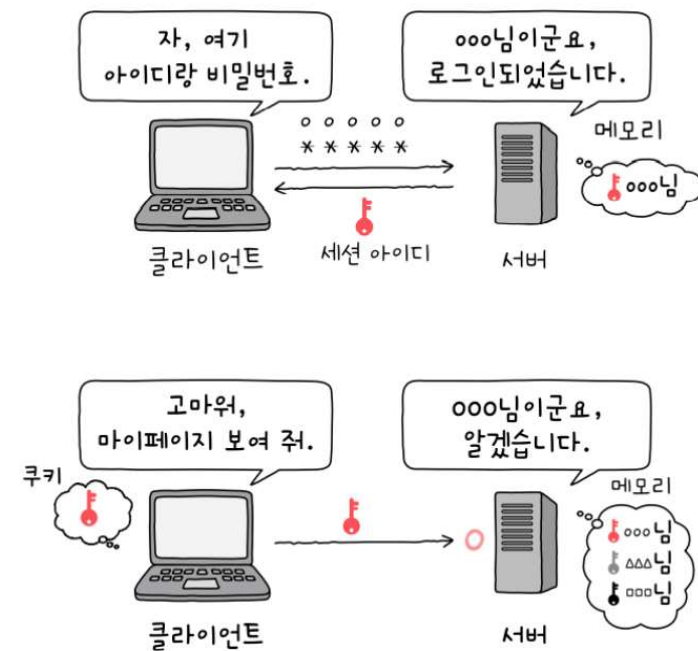 자, 여기
아이디랑 비밀번호.
ooo님이군요,
로그인되었습니다.
o o o o o
* * * * *
메모리
ooo님
클라이언트
세션 아이디
서버
고마워,
마이페이지 보여 줘.
ooo님이군요,
알겠습니다.
쿠키
메모리
ooo님
△△△님
□□□님
클라이언트
서버